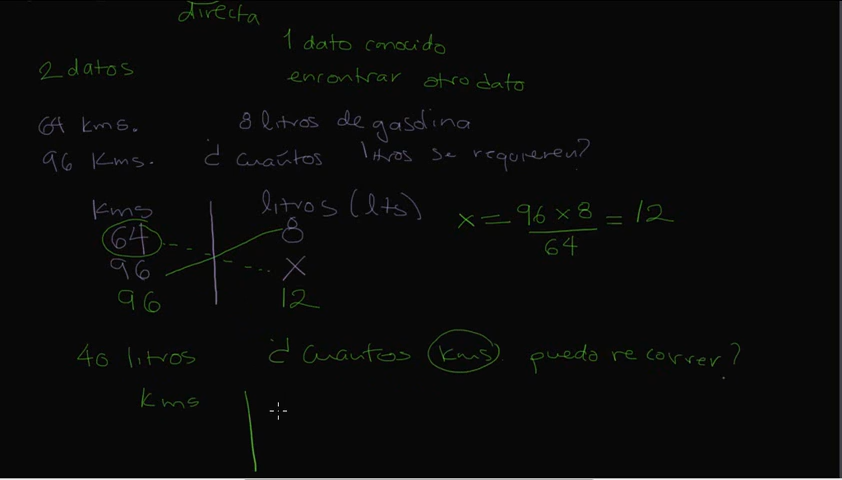 directa
1 dato conocido
2 datos
encontrar otro dato
64 kms. 8 litros de gasolina
96 Kms. ¿ cuántos litros se requieren?
kms litros (lts)
64 8
96 X
96 12
x = 96 x 8 / 64 = 12
40 litros ¿ cuantos kms. puedo recorrer?
kms